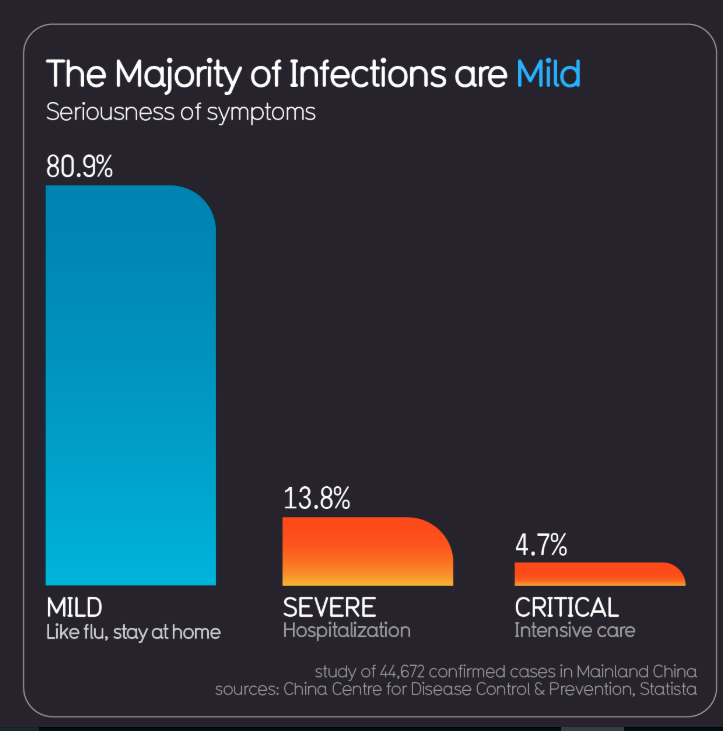 The Majority of Infections are Mild
Seriousness of symptoms
80.9%
13.8%
4.7%
MILD
Like flu, stay at home
SEVERE
Hospitalization
CRITICAL
Intensive care
study of 44,672 confirmed cases in Mainland China
sources: China Centre for Disease Control & Prevention, Statista